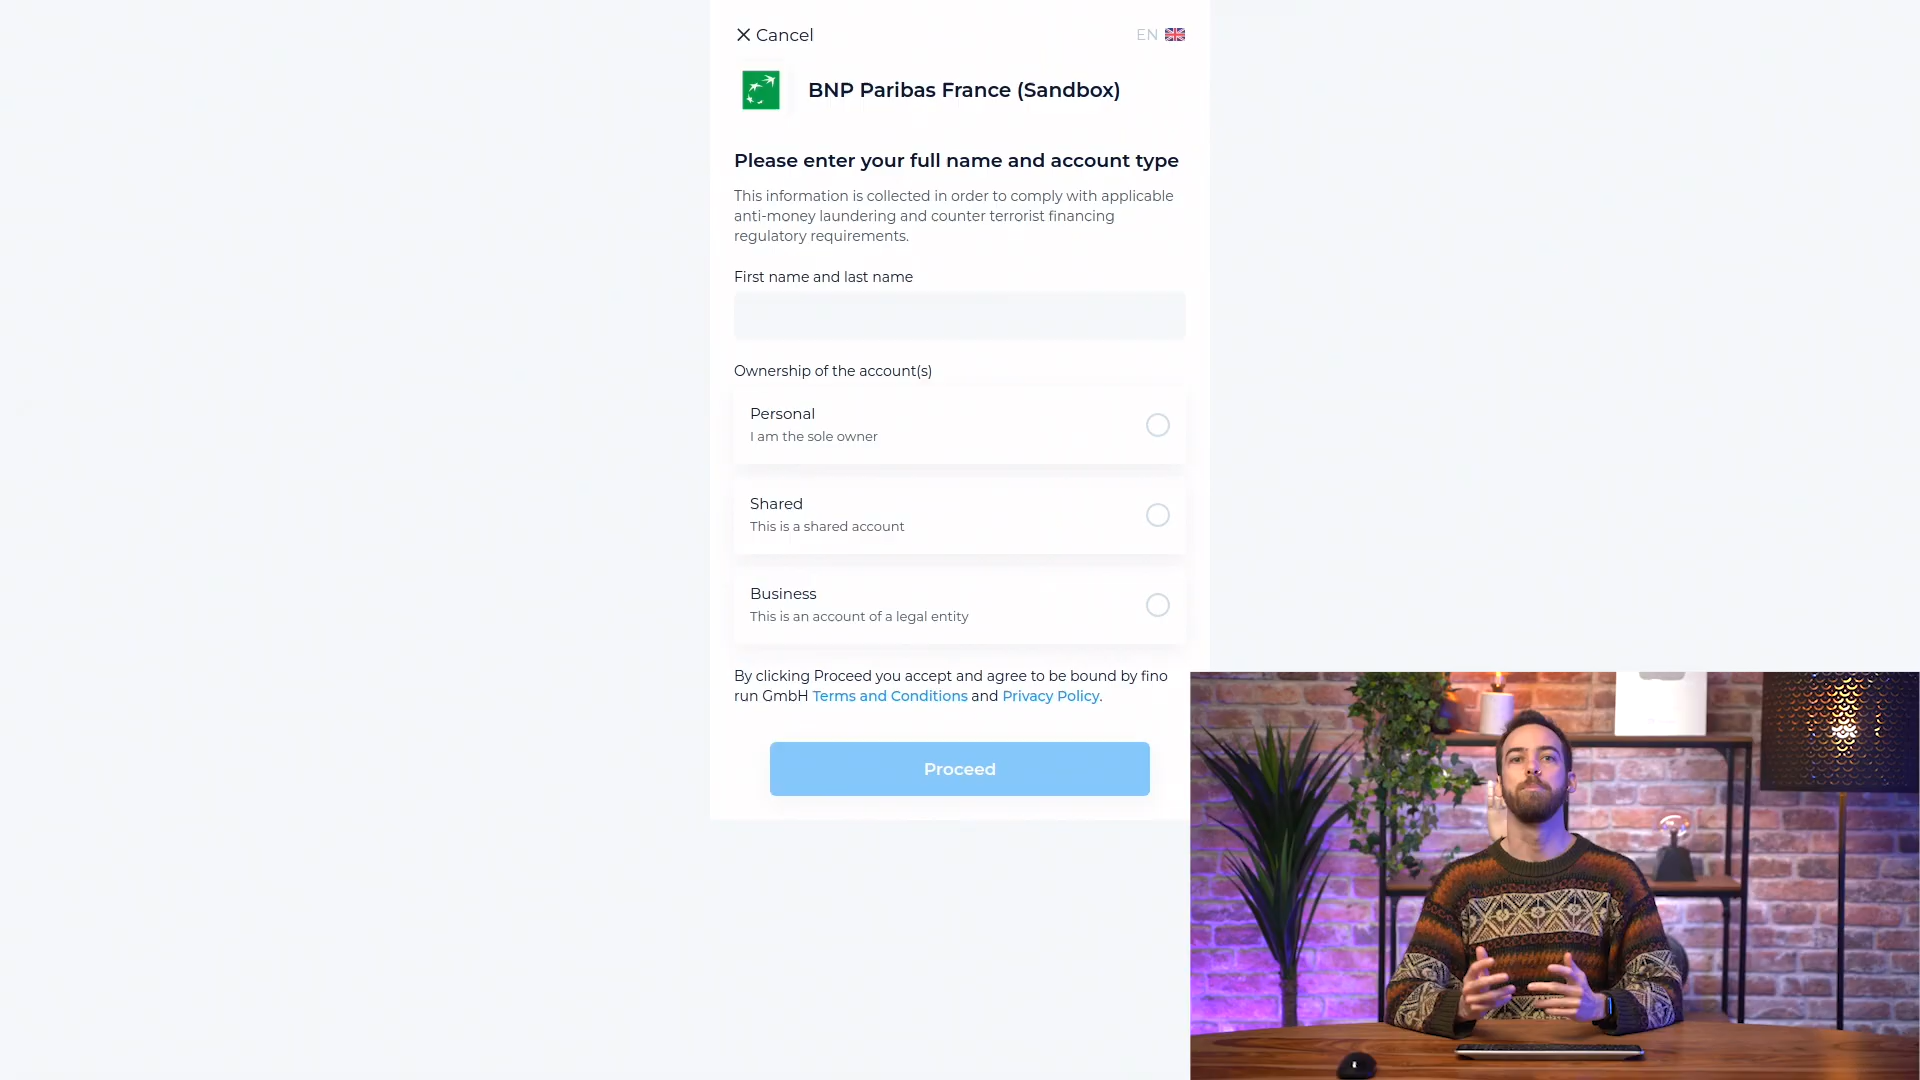 Cancel
EN
BNP Paribas France (Sandbox)
Please enter your full name and account type
This information is collected in order to comply with applicable
anti-money laundering and counter terrorist financing
regulatory requirements.
First name and last name
Ownership of the account(s)
Personal
I am the sole owner
Shared
This is a shared account
Business
This is an account of a legal entity
By clicking Proceed you accept and agree to be bound by fino
run GmbH Terms and Conditions and Privacy Policy.
Proceed